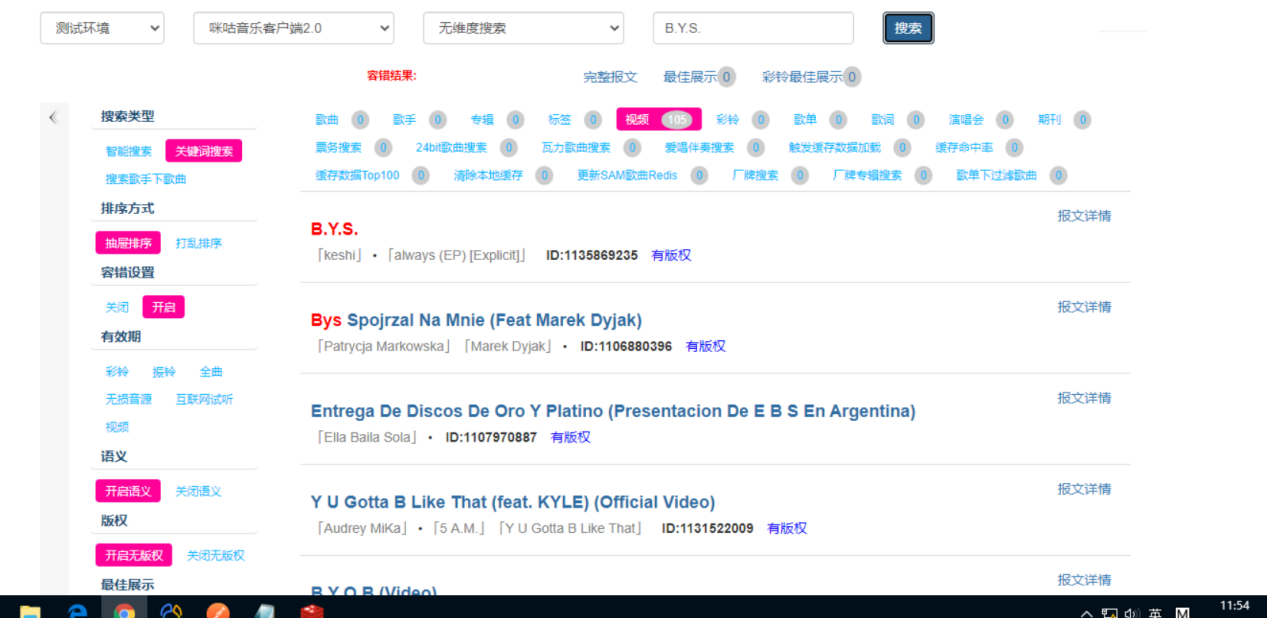 测试环境 咪咕音乐客户端2.0 无维度搜索 B.Y.S. 搜索
容错结果: 完整报文 最佳展示 0 彩铃最佳展示 0
搜索类型
智能搜索 关键词搜索
搜索歌手下歌曲
排序方式
抽屉排序 打乱排序
容错设置
关闭 开启
有效期
彩铃 振铃 全曲
无损音源 互联网试听
视频
语义
开启语义 关闭语义
版权
开启无版权 关闭无版权
最佳展示
歌曲 0 歌手 0 专辑 0 标签 0 视频 105 彩铃 0 歌单 0 歌词 0 演唱会 0 期刊 0
票务搜索 0 24bit歌曲搜索 0 瓦力歌曲搜索 0 爱唱伴奏搜索 0 触发缓存数据加载 0 缓存命中率 0
缓存数据Top100 0 清除本地缓存 0 更新SAM歌曲Redis 0 厂牌搜索 0 厂牌专辑搜索 0 歌单下过滤歌曲 0
B.Y.S. 报文详情
「keshi」 • 「always (EP) [Explicit]」 ID:1135869235 有版权
Bys Spojrzal Na Mnie (Feat Marek Dyjak) 报文详情
「Patrycja Markowska」 「Marek Dyjak」 • ID:1106880396 有版权
Entrega De Discos De Oro Y Platino (Presentacion De E B S En Argentina) 报文详情
「Ella Baila Sola」 • ID:1107970887 有版权
Y U Gotta B Like That (feat. KYLE) (Official Video) 报文详情
「Audrey MiKa」 • 「5 A.M.」 「Y U Gotta B Like That」 ID:1131522009 有版权
B.Y.O.B (Video) 报文详情
英 M 11:54